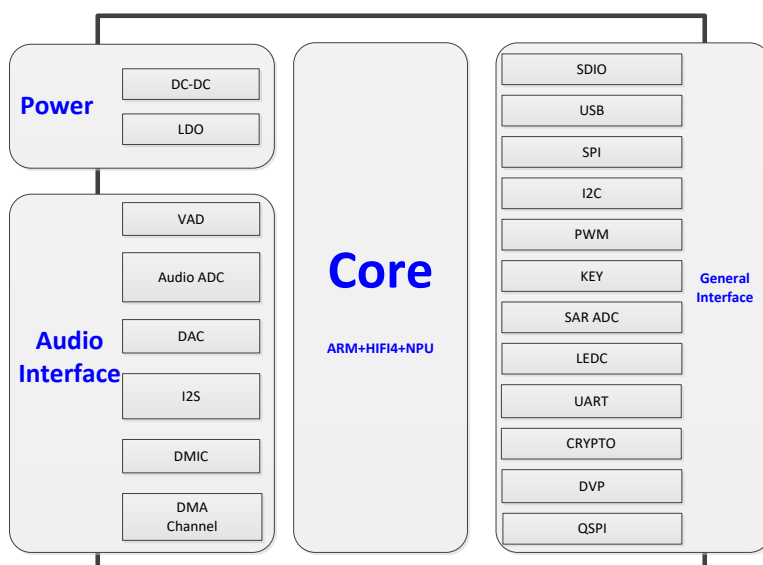 Power
DC-DC
LDO
Audio
Interface
VAD
Audio ADC
DAC
I2S
DMIC
DMA
Channel
Core
ARM+HIFI4+NPU
SDIO
USB
SPI
I2C
PWM
KEY
SAR ADC
LEDC
UART
CRYPTO
DVP
QSPI
General
Interface